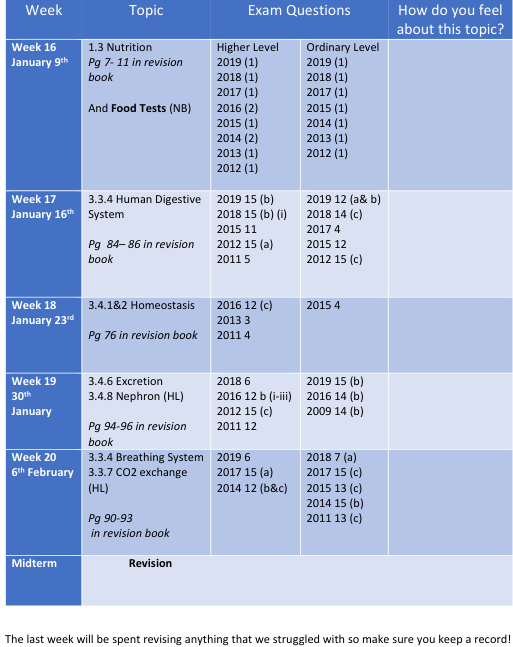 Week
Topic
Exam Questions
How do you feel
about this topic?
Week 16
January 9th
1.3 Nutrition
Pg 7- 11 in revision
book
And Food Tests (NB)
Higher Level
2019 (1)
2018 (1)
2017 (1)
2016 (2)
2015 (1)
2014 (2)
2013 (1)
2012 (1)
Ordinary Level
2019 (1)
2018 (1)
2017 (1)
2015 (1)
2014 (1)
2013 (1)
2012 (1)
Week 17
January 16th
3.3.4 Human Digestive
System
Pg 84– 86 in revision
book
2019 15 (b)
2018 15 (b) (i)
2015 11
2012 15 (a)
2011 5
2019 12 (a& b)
2018 14 (c)
2017 4
2015 12
2012 15 (c)
Week 18
January 23rd
3.4.1&2 Homeostasis
Pg 76 in revision book
2016 12 (c)
2013 3
2011 4
2015 4
Week 19
30th
January
3.4.6 Excretion
3.4.8 Nephron (HL)
Pg 94-96 in revision
book
2018 6
2016 12 b (i-iii)
2012 15 (c)
2011 12
2019 15 (b)
2016 14 (b)
2009 14 (b)
Week 20
6th February
3.3.4 Breathing System
3.3.7 CO2 exchange
(HL)
Pg 90-93
in revision book
2019 6
2017 15 (a)
2014 12 (b&c)
2018 7 (a)
2017 15 (c)
2015 13 (c)
2014 15 (b)
2011 13 (c)
Midterm
Revision
The last week will be spent revising anything that we struggled with so make sure you keep a record!